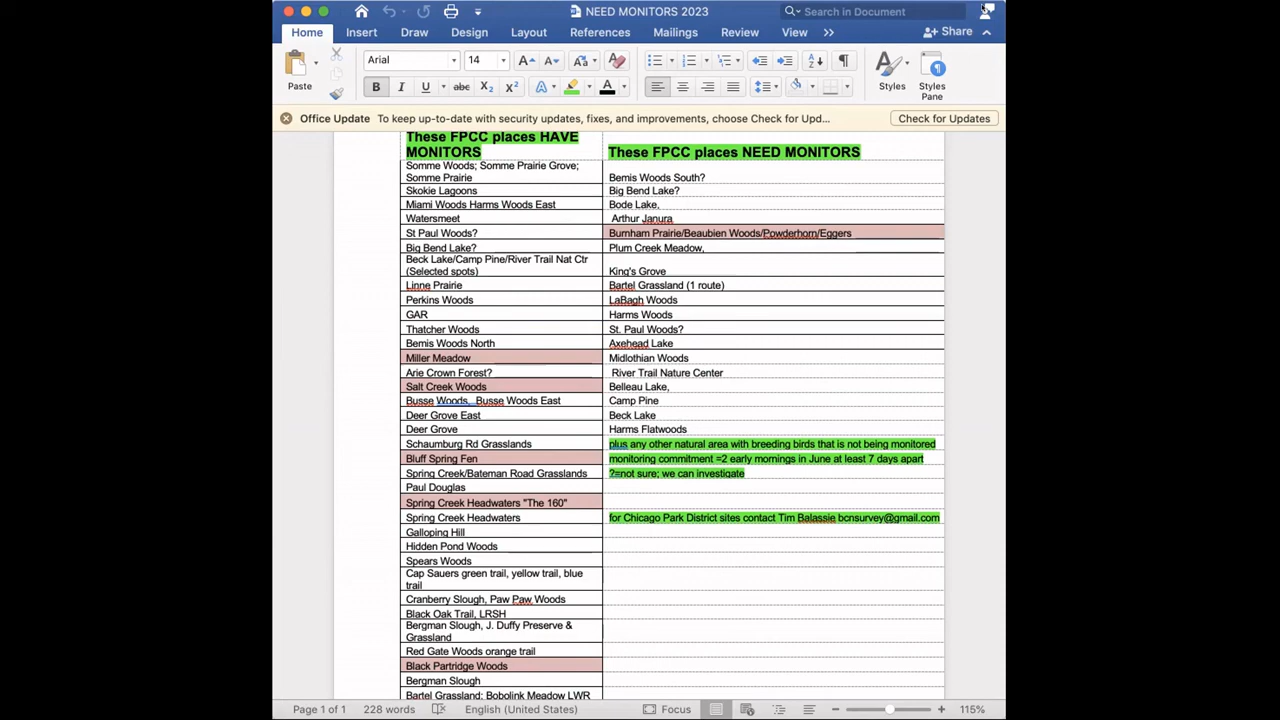 NEED MONITORS 2023
Search in Document
Home Insert Draw Design Layout References Mailings Review View Share
Arial 14
Paste
Styles Styles Pane
Office Update To keep up-to-date with security updates, fixes, and improvements, choose Check for Upd... Check for Updates
These FPCC places HAVE
MONITORS
These FPCC places NEED MONITORS
Somme Woods; Somme Prairie Grove;
Somme Prairie
Bemis Woods South?
Skokie Lagoons
Big Bend Lake?
Miami Woods Harms Woods East
Bode Lake,
Watersmeet
Arthur Janura
St Paul Woods?
Burnham Prairie/Beaubien Woods/Powderhorn/Eggers
Big Bend Lake?
Plum Creek Meadow,
Beck Lake/Camp Pine/River Trail Nat Ctr
(Selected spots)
King's Grove
Linne Prairie
Bartel Grassland (1 route)
Perkins Woods
LaBagh Woods
GAR
Harms Woods
Thatcher Woods
St. Paul Woods?
Bemis Woods North
Axehead Lake
Miller Meadow
Midlothian Woods
Arie Crown Forest?
River Trail Nature Center
Salt Creek Woods
Belleau Lake,
Busse Woods, Busse Woods East
Camp Pine
Deer Grove East
Beck Lake
Deer Grove
Harms Flatwoods
Schaumburg Rd Grasslands
plus any other natural area with breeding birds that is not being monitored
Bluff Spring Fen
monitoring commitment =2 early mornings in June at least 7 days apart
Spring Creek/Bateman Road Grasslands
?=not sure; we can investigate
Paul Douglas
Spring Creek Headwaters "The 160"
Spring Creek Headwaters
for Chicago Park District sites contact Tim Balassie bcnsurvey@gmail.com
Galloping Hill
Hidden Pond Woods
Spears Woods
Cap Sauers green trail, yellow trail, blue
trail
Cranberry Slough, Paw Paw Woods
Black Oak Trail, LRSH
Bergman Slough, J. Duffy Preserve &
Grassland
Red Gate Woods orange trail
Black Partridge Woods
Bergman Slough
Bartel Grassland; Bobolink Meadow LWR
Page 1 of 1 228 words English (United States) Focus 115%